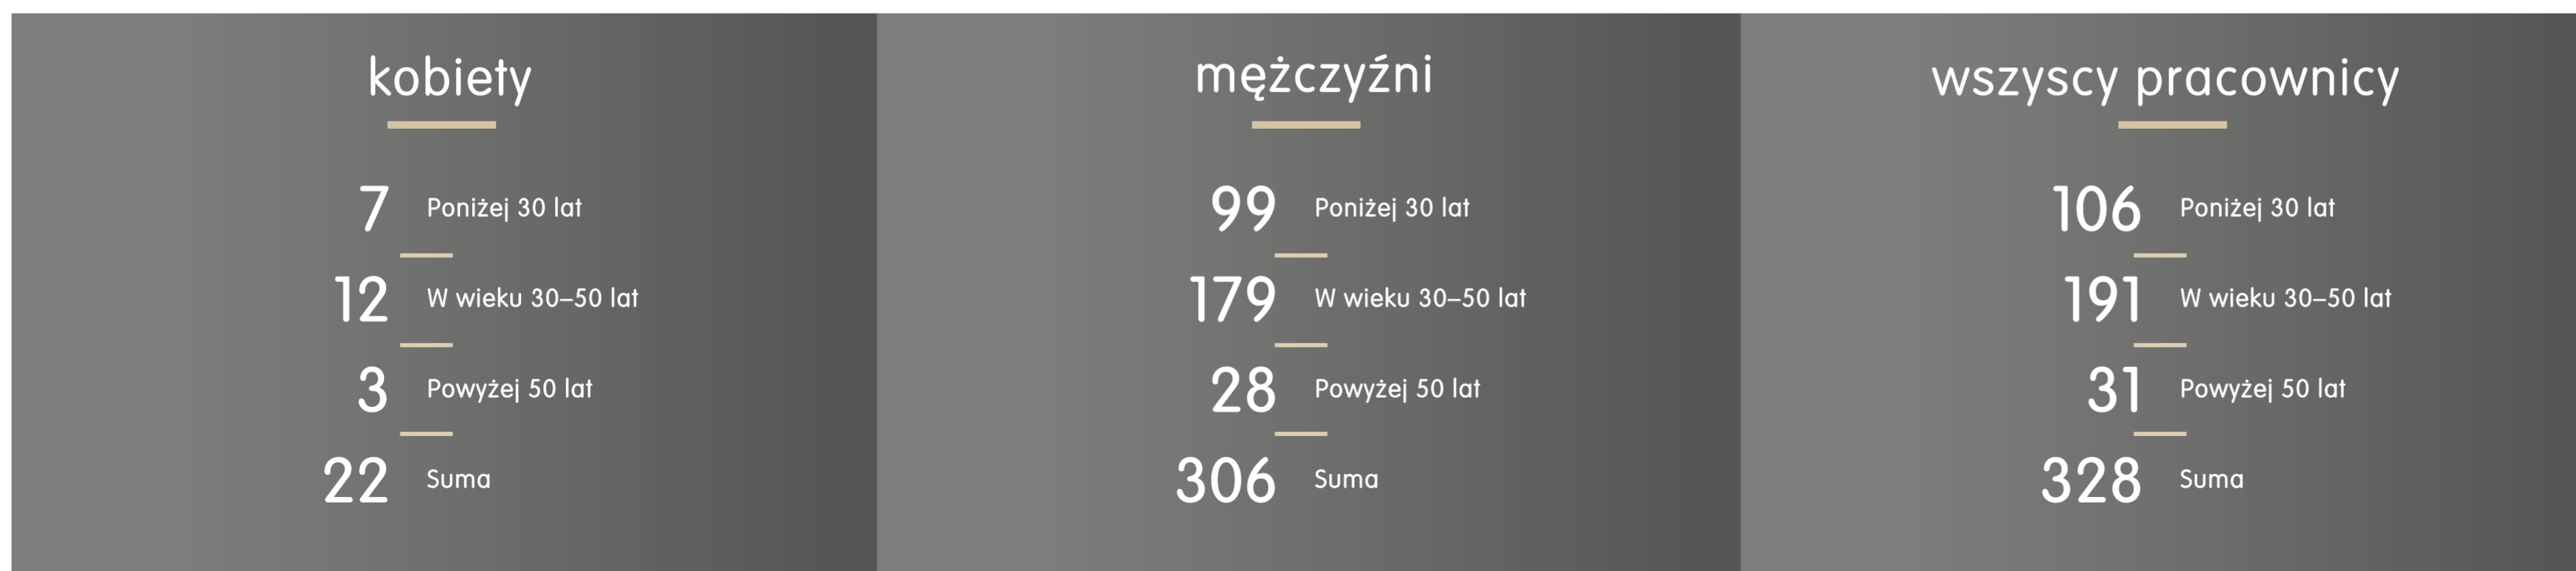 kobiety
7 Poniżej 30 lat
12 W wieku 30–50 lat
3 Powyżej 50 lat
22 Suma
mężczyźni
99 Poniżej 30 lat
179 W wieku 30–50 lat
28 Powyżej 50 lat
306 Suma
wszyscy pracownicy
106 Poniżej 30 lat
191 W wieku 30–50 lat
31 Powyżej 50 lat
328 Suma